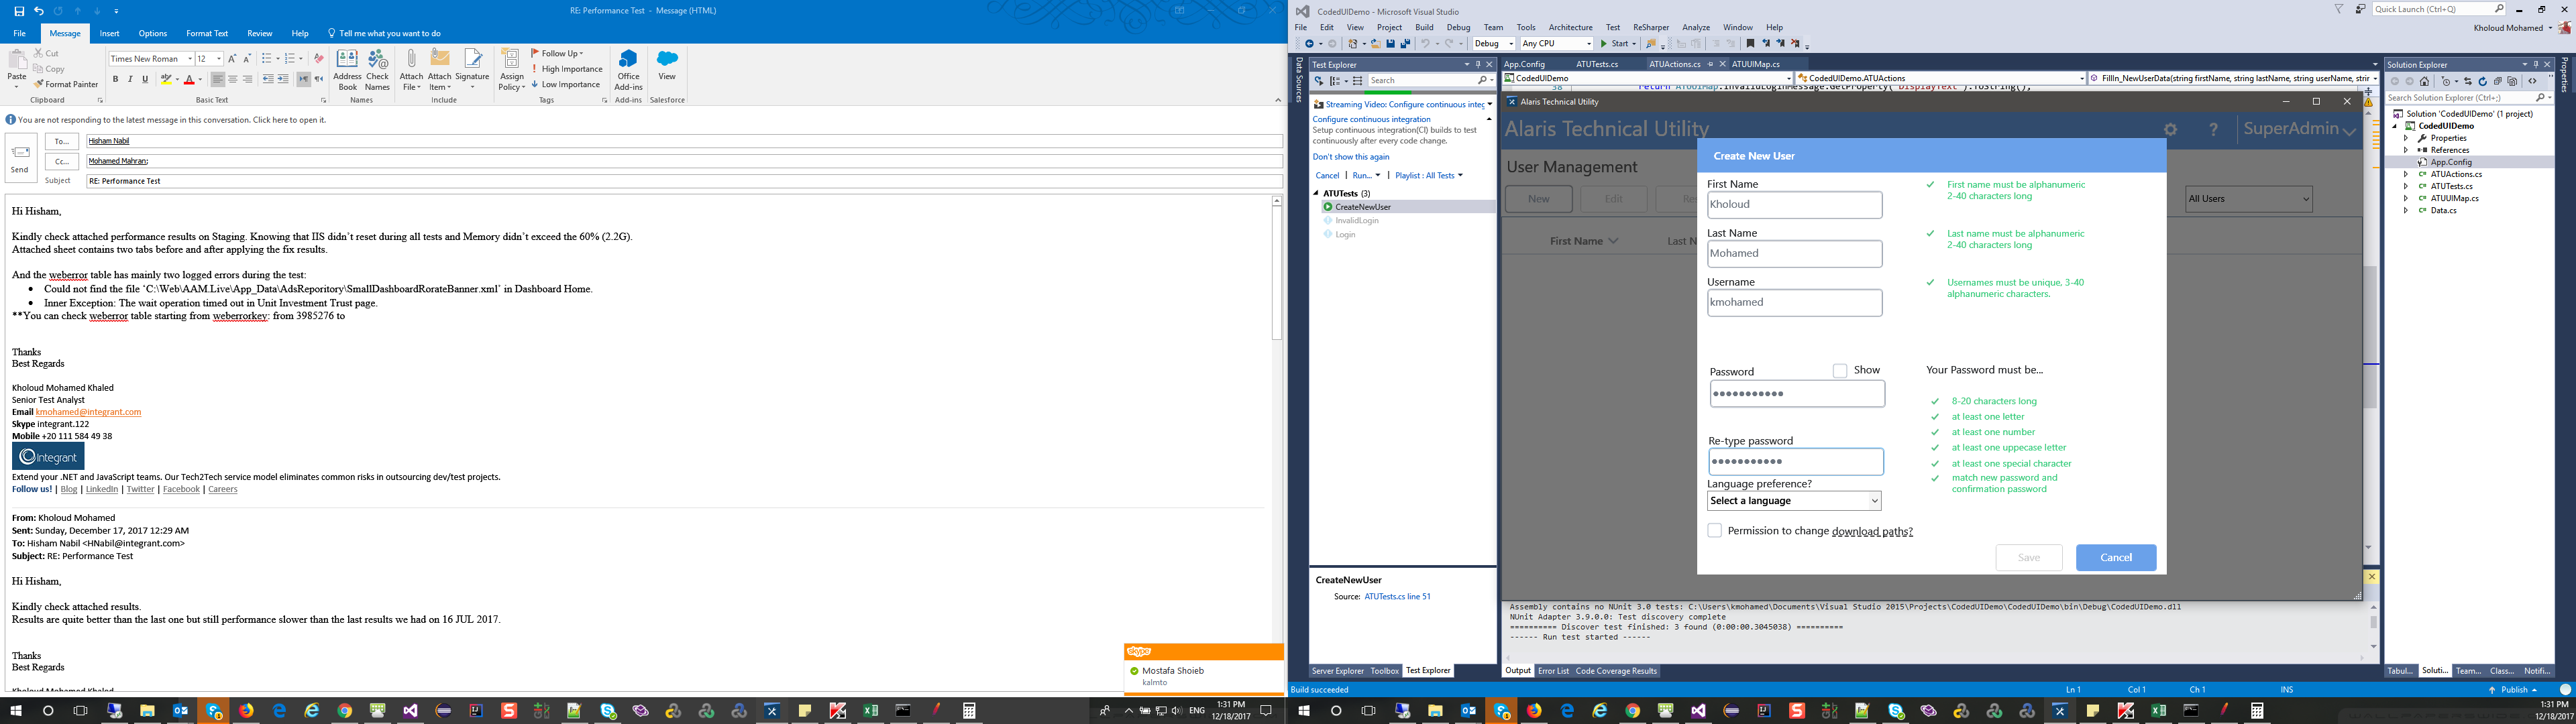 RE: Performance Test - Message (HTML)
File Message Insert Options Format Text Review Help Tell me what you want to do
Paste
Cut
Copy
Format Painter
Clipboard
Times New Roman 12
B I U
Basic Text
Address Book
Check Names
Names
Attach File
Attach Item
Signature
Include
Assign Policy
Follow Up
High Importance
Low Importance
Tags
Office Add-ins
Add-ins
View
Salesforce
You are not responding to the latest message in this conversation. Click here to open it.
Send
To... Hisham Nabil
Cc... Mohamed Mahran;
Subject RE: Performance Test
Hi Hisham,
Kindly check attached performance results on Staging. Knowing that IIS didn't reset during all tests and Memory didn't exceed the 60% (2.2G).
Attached sheet contains two tabs before and after applying the fix results.
And the weberror table has mainly two logged errors during the test:
• Could not find the file 'C:\Web\AAM.Live\App_Data\AdsReporitory\SmallDashboardRorateBanner.xml' in Dashboard Home.
• Inner Exception: The wait operation timed out in Unit Investment Trust page.
**You can check weberror table starting from weberrorkey: from 3985276 to
Thanks
Best Regards
Kholoud Mohamed Khaled
Senior Test Analyst
Email kmohamed@integrant.com
Skype integrant.122
Mobile +20 111 584 49 38
integrant
Extend your .NET and JavaScript teams. Our Tech2Tech service model eliminates common risks in outsourcing dev/test projects.
Follow us! | Blog | LinkedIn | Twitter | Facebook | Careers
From: Kholoud Mohamed
Sent: Sunday, December 17, 2017 12:29 AM
To: Hisham Nabil <HNabil@integrant.com>
Subject: RE: Performance Test
Hi Hisham,
Kindly check attached results.
Results are quite better than the last one but still performance slower than the last results we had on 16 JUL 2017.
Thanks
Best Regards
Kholoud Mohamed Khaled
skype
Mostafa Shoieb
kalmto
ENG
1:31 PM
12/18/2017
CodedUIDemo - Microsoft Visual Studio
Quick Launch (Ctrl+Q)
File Edit View Project Build Debug Team Tools Architecture Test ReSharper Analyze Window Help
Kholoud Mohamed
Debug Any CPU Start
Data Sources
Test Explorer
Search
Streaming Video: Configure continuous integ
Configure continuous integration
Setup continuous integration(CI) builds to test
continuously after every code change.
Don't show this again
Cancel | Run... | Playlist : All Tests
ATUTests (3)
CreateNewUser
InvalidLogin
Login
CreateNewUser
Source: ATUTests.cs line 51
Server Explorer Toolbox Test Explorer
App.Config ATUTests.cs ATUActions.cs ATUUIMap.cs
CodedUIDemo CodedUIDemo.ATUActions FillIn_NewUserData(string firstName, string lastName, string userName, strir
38 return ATUUIMap.InvalidLoginMessage.GetProperty("DisplayText").ToString();
Alaris Technical Utility
Alaris Technical Utility ? SuperAdmin
User Management
New Edit Re All Users
First Name Last N
Create New User
First Name
Kholoud
First name must be alphanumeric
2-40 characters long
Last Name
Mohamed
Last name must be alphanumeric
2-40 characters long
Username
kmohamed
Usernames must be unique, 3-40
alphanumeric characters.
Password Show
Your Password must be...
8-20 characters long
at least one letter
at least one number
at least one uppecase letter
at least one special character
match new password and
confirmation password
Re-type password
Language preference?
Select a language
Permission to change download paths?
Save Cancel
Assembly contains no NUnit 3.0 tests: C:\Users\kmohamed\Documents\Visual Studio 2015\Projects\CodedUIDemo\CodedUIDemo\bin\Debug\CodedUIDemo.dll
NUnit Adapter 3.9.0.0: Test discovery complete
========== Discover test finished: 3 found (0:00:00.3045038) ==========
------ Run test started ------
Output Error List Code Coverage Results
Solution Explorer
Search Solution Explorer (Ctrl+;)
Solution 'CodedUIDemo' (1 project)
CodedUIDemo
Properties
References
App.Config
ATUActions.cs
ATUTests.cs
ATUUIMap.cs
Data.cs
Properties
Tabul... Soluti... Team... Class... Notifi...
Build succeeded Ln 1 Col 1 Ch 1 INS Publish
1:31 PM
12/18/2017